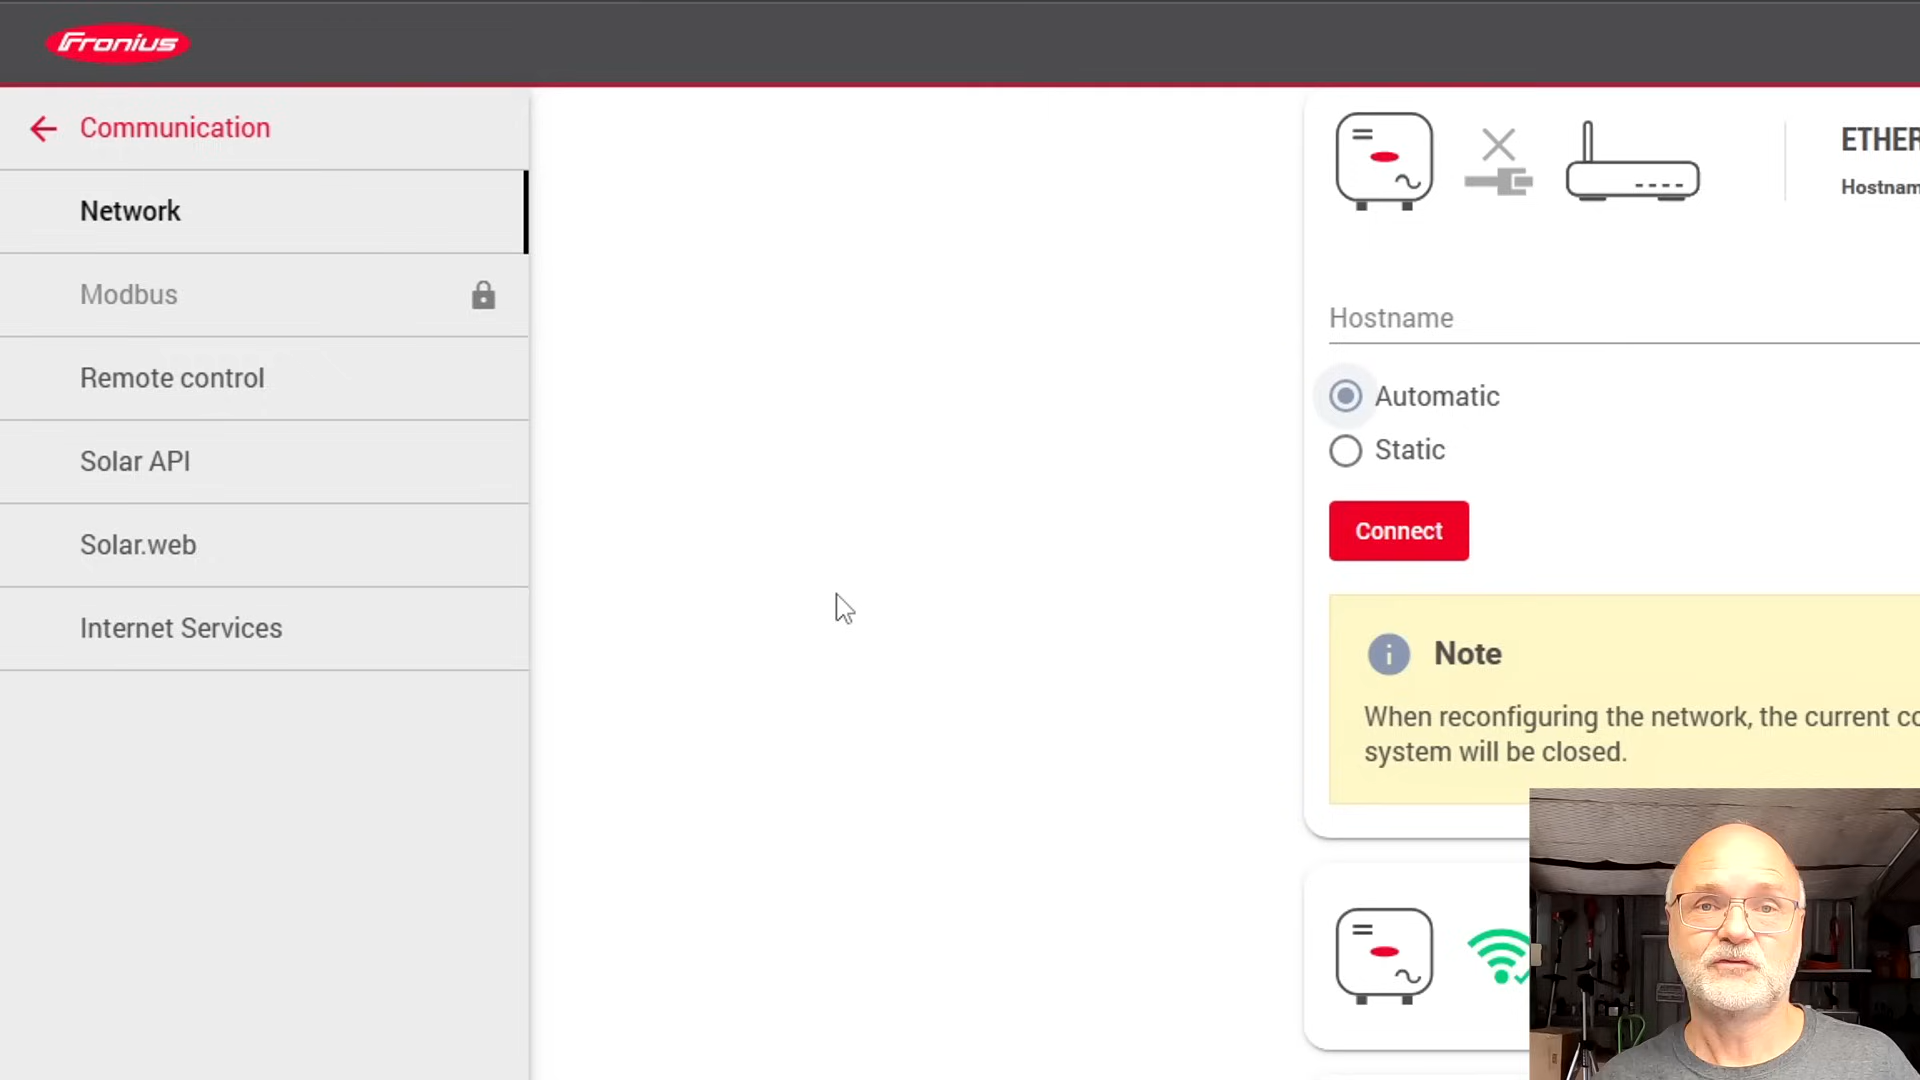 Fronius
Communication
Network
Modbus
Remote control
Solar API
Solar.web
Internet Services
Hostname
Automatic
Static
Connect
Note
When reconfiguring the network, the current
system will be closed.